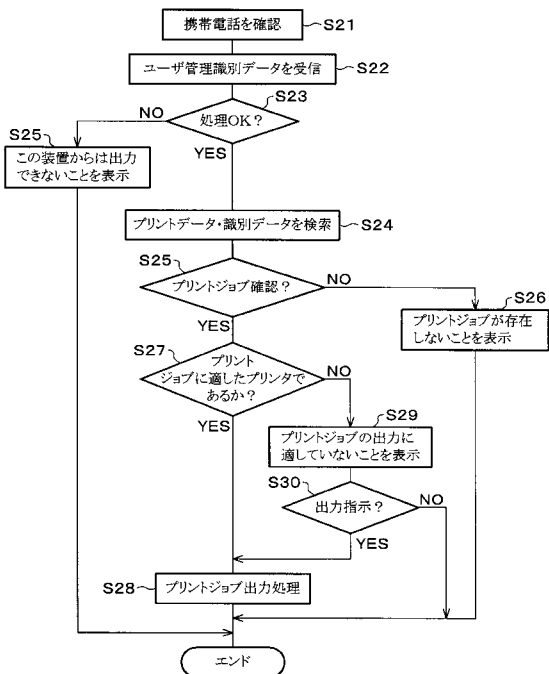 携帯電話を確認
S21
ユーザ管理識別データを受信
S22
S23
処理OK?
NO
YES
S25
この装置からは出力
できないことを表示
プリントデータ・識別データを検索
S24
S25
プリントジョブ確認?
NO
YES
S26
プリントジョブが存在
しないことを表示
S27
プリント
ジョブに適したプリンタで
あるか?
NO
YES
S29
プリントジョブの出力に
適していないことを表示
S30
出力指示?
NO
YES
S28
プリントジョブ出力処理
エンド